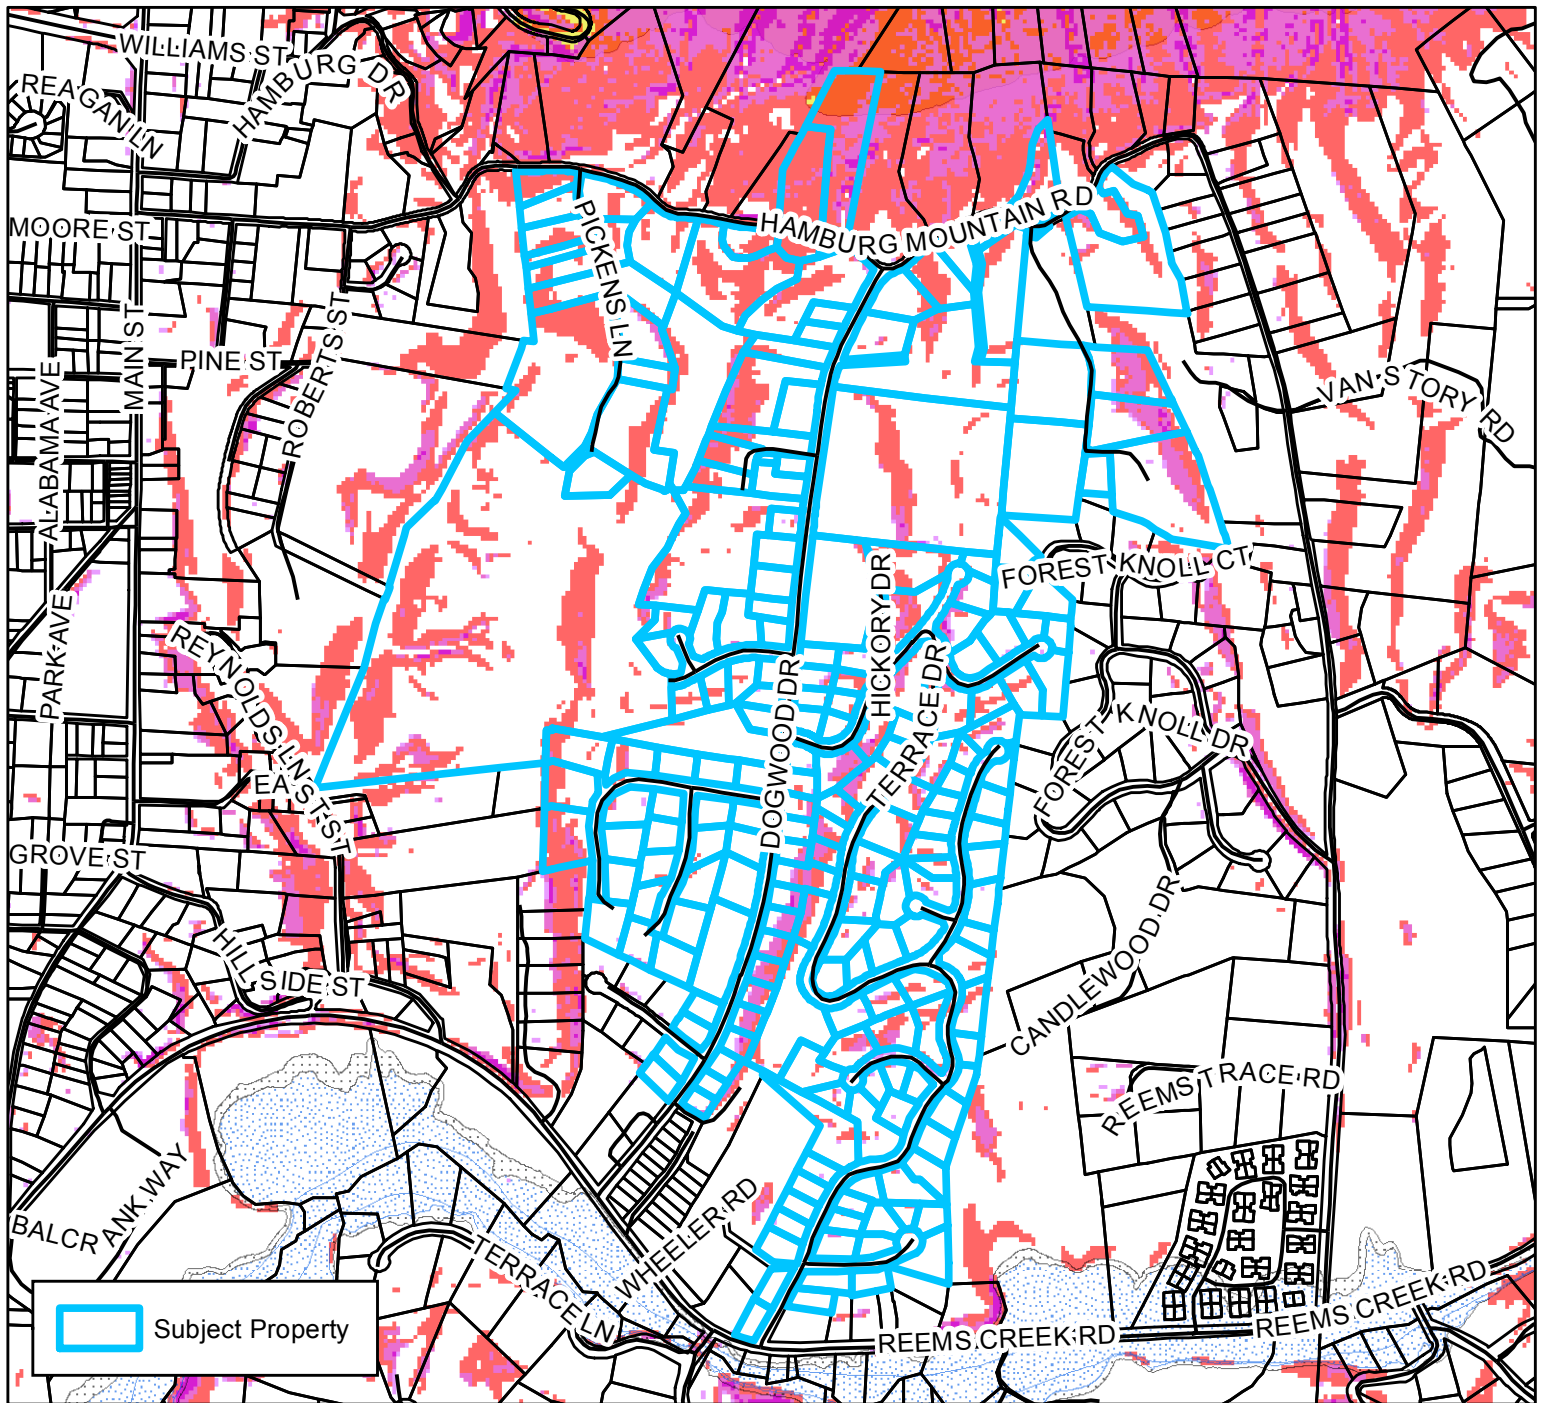 WILLIAMS ST
HAMBURG DR
REAGAN LN
MOORE ST
PICKENS LN
HAMBURG MOUNTAIN RD
MAIN ST
ROBERTS ST
PINE ST
ALABAMA AVE
VAN STORY RD
FOREST KNOLL CT
HICKORY DR
PARK AVE
REYNOLDS LN
TERRACE DR
DOGWOOD DR
FOREST KNOLL DR
EAST ST
EAST ST
GROVE ST
CANDLEWOOD DR
HILLSIDE ST
REEMS TRACE RD
BALCRANK WAY
WHEELER RD
TERRACE LN
REEMS CREEK RD
REEMS CREEK RD
Subject Property